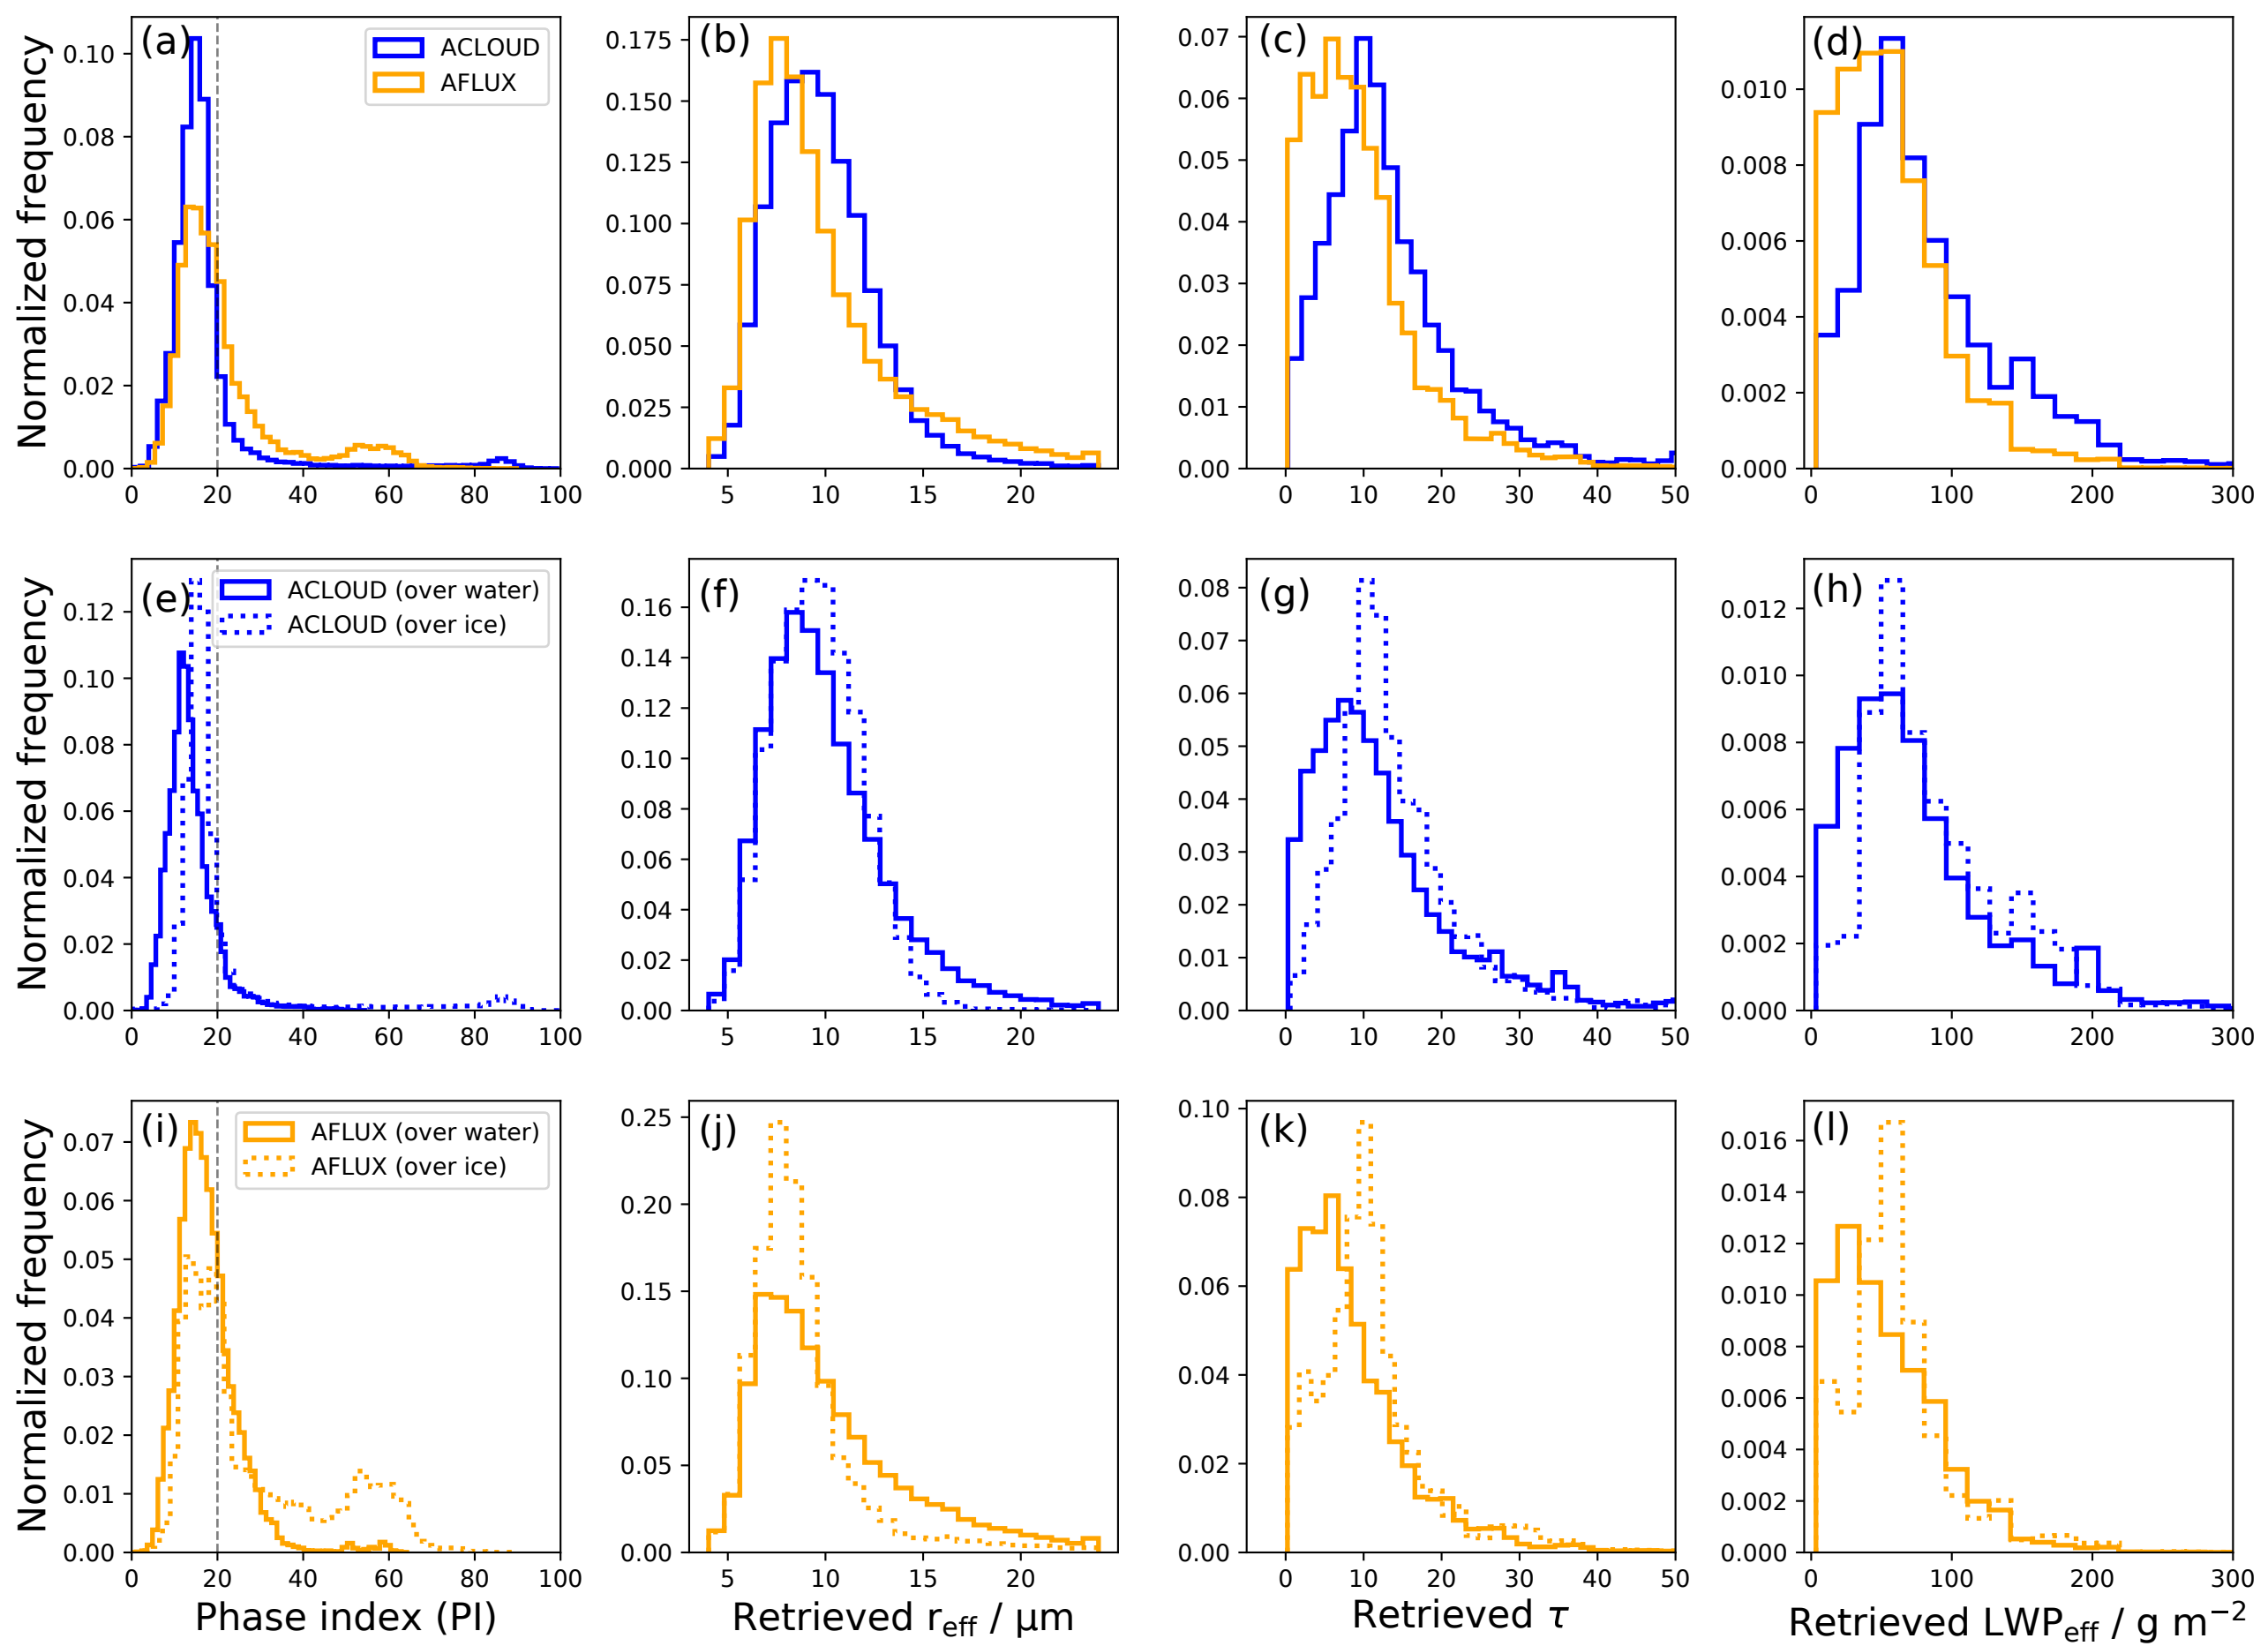 (a)
ACLOUD
AFLUX
Normalized frequency
0.10
0.08
0.06
0.04
0.02
0.00
0 20 40 60 80 100
(b)
0.175
0.150
0.125
0.100
0.075
0.050
0.025
0.000
5 10 15 20
(c)
0.07
0.06
0.05
0.04
0.03
0.02
0.01
0.00
0 10 20 30 40 50
(d)
0.010
0.008
0.006
0.004
0.002
0.000
0 100 200 300
(e)
ACLOUD (over water)
ACLOUD (over ice)
Normalized frequency
0.12
0.10
0.08
0.06
0.04
0.02
0.00
0 20 40 60 80 100
(f)
0.16
0.14
0.12
0.10
0.08
0.06
0.04
0.02
0.00
5 10 15 20
(g)
0.08
0.07
0.06
0.05
0.04
0.03
0.02
0.01
0.00
0 10 20 30 40 50
(h)
0.012
0.010
0.008
0.006
0.004
0.002
0.000
0 100 200 300
(i)
AFLUX (over water)
AFLUX (over ice)
Normalized frequency
0.07
0.06
0.05
0.04
0.03
0.02
0.01
0.00
0 20 40 60 80 100
Phase index (PI)
(j)
0.25
0.20
0.15
0.10
0.05
0.00
5 10 15 20
Retrieved r_eff / μm
(k)
0.10
0.08
0.06
0.04
0.02
0.00
0 10 20 30 40 50
Retrieved τ
(l)
0.016
0.014
0.012
0.010
0.008
0.006
0.004
0.002
0.000
0 100 200 300
Retrieved LWP_eff / g m⁻²